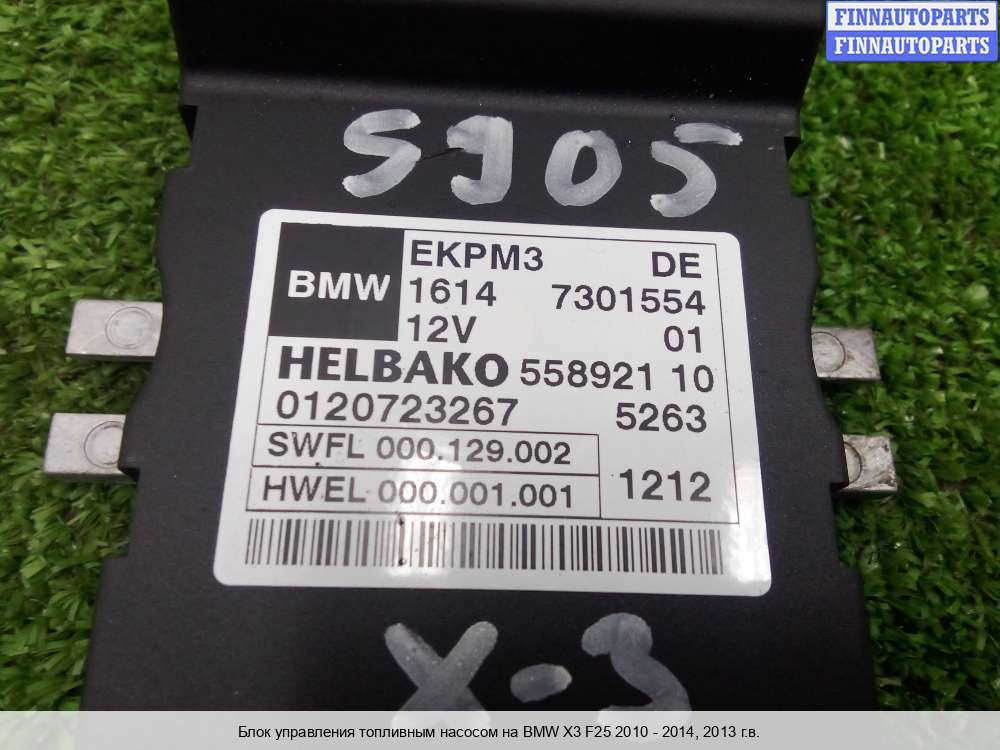 FINNAUTOPARTS
FINNAUTOPARTS
S905
BMW
EKPM3 DE
1614 7301554
12V 01
HELBAKO 558921 10
0120723267 5263
SWFL 000.129.002
HWEL 000.001.001
1212
X-3
Блок управления топливным насосом на BMW X3 F25 2010 - 2014, 2013 г.в.